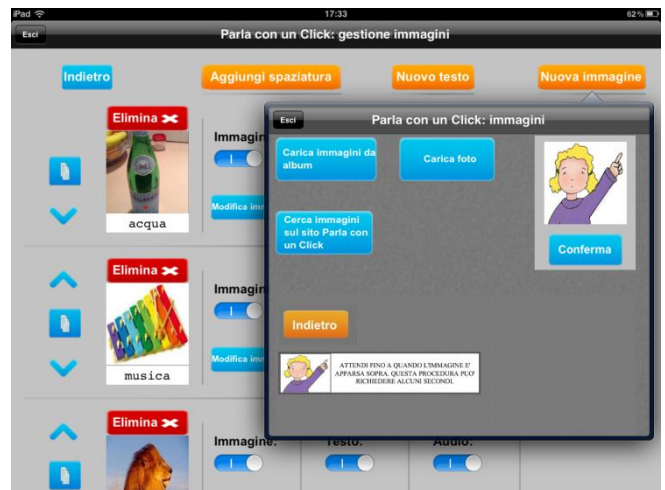 iPad 17:33 62%
Esci Parla con un Click: gestione immagini
Indietro Aggiungi spaziatura Nuovo testo Nuova immagine
Elimina
Immagin
Modifica imm
acqua
Elimina
Immagin
Modifica imm
musica
Elimina
Immagine: Testo: Audio:
Esci Parla con un Click: immagini
Carica immagini da
album
Carica foto
Cerca immagini
sul sito Parla con
un Click
Conferma
Indietro
ATTENDI FINO A QUANDO L'IMMAGINE E'
APPARSA SOPRA. QUESTA PROCEDURA PUO'
RICHIEDERE ALCUNI SECONDI.